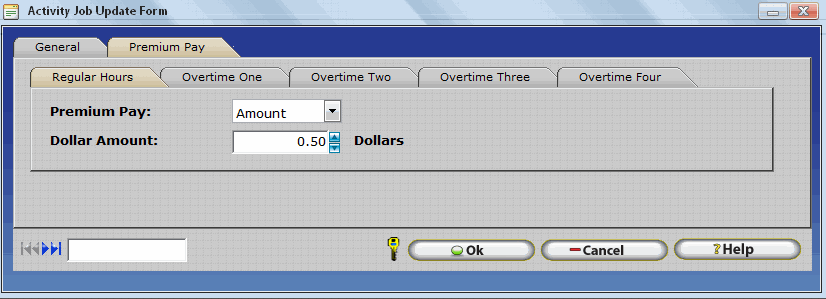 Activity Job Update Form
General Premium Pay
Regular Hours Overtime One Overtime Two Overtime Three Overtime Four
Premium Pay: Amount
Dollar Amount: 0.50 Dollars
Ok Cancel ?Help